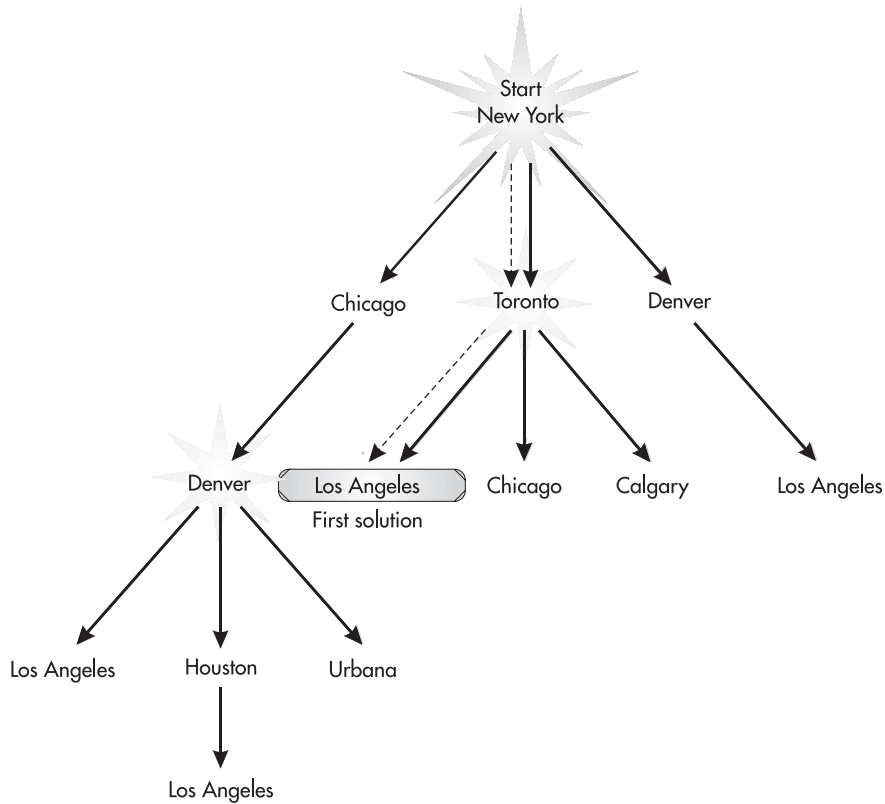 Start
New York
Chicago
Toronto
Denver
Denver
Los Angeles
Chicago
Calgary
Los Angeles
First solution
Los Angeles
Houston
Urbana
Los Angeles